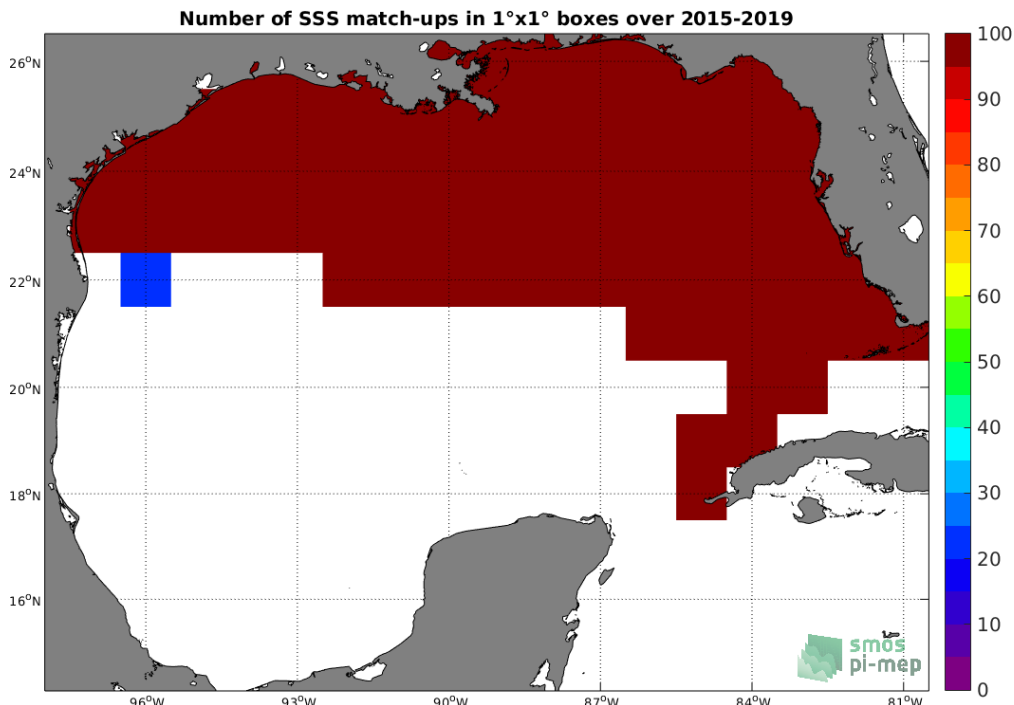 Number of SSS match-ups in 1°x1° boxes over 2015-2019
26°N
24°N
22°N
20°N
18°N
16°N
96°W
93°W
90°W
87°W
84°W
81°W
100
90
80
70
60
50
40
30
20
10
0
smos
pi-mep